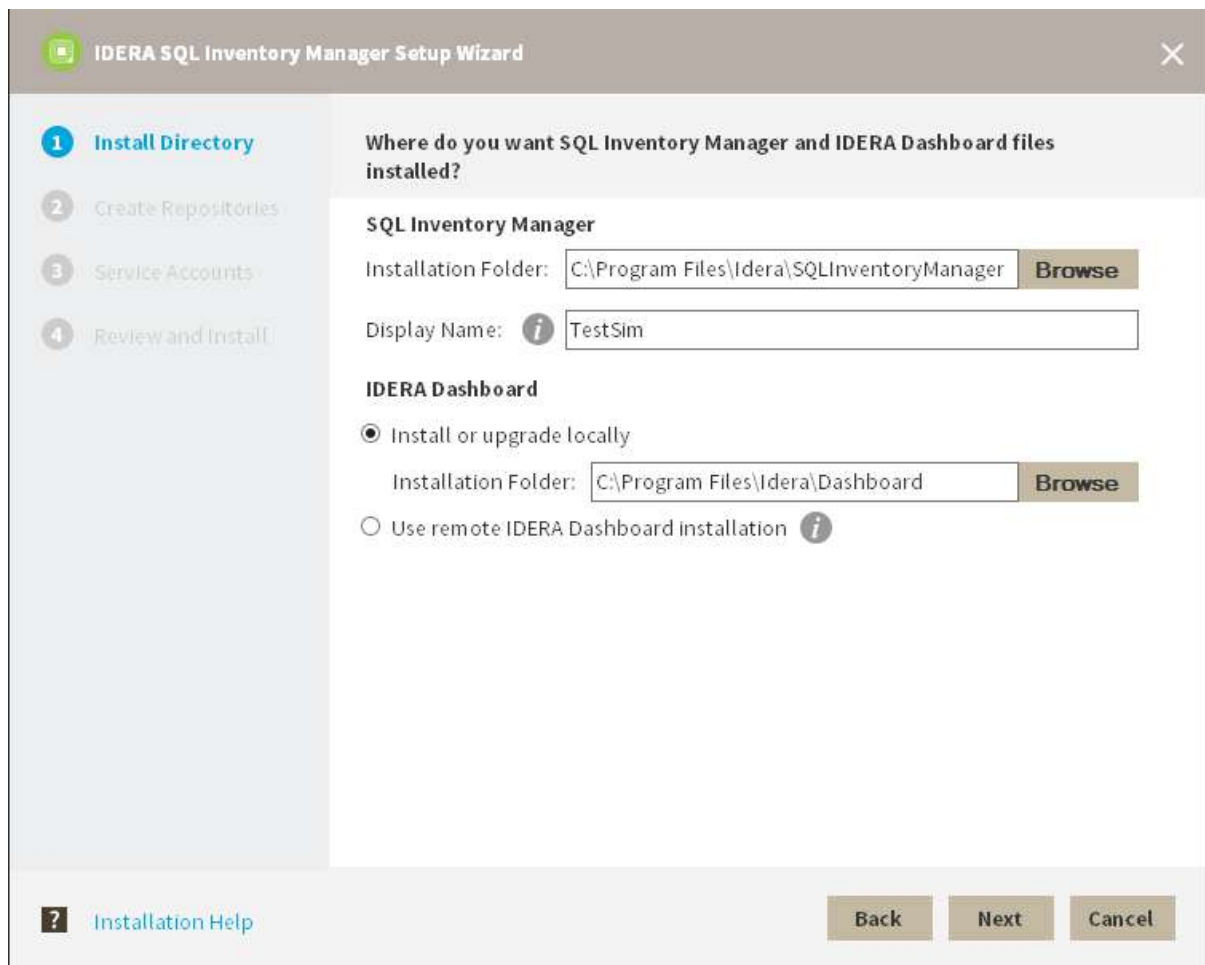 IDERA SQL Inventory Manager Setup Wizard
1 Install Directory
2 Create Repositories
3 Service Accounts
4 Review and Install
Where do you want SQL Inventory Manager and IDERA Dashboard files
installed?
SQL Inventory Manager
Installation Folder: C:\Program Files\Idera\SQLInventoryManager Browse
Display Name: i TestSim
IDERA Dashboard
Install or upgrade locally
Installation Folder: C:\Program Files\Idera\Dashboard Browse
Use remote IDERA Dashboard installation i
? Installation Help
Back Next Cancel